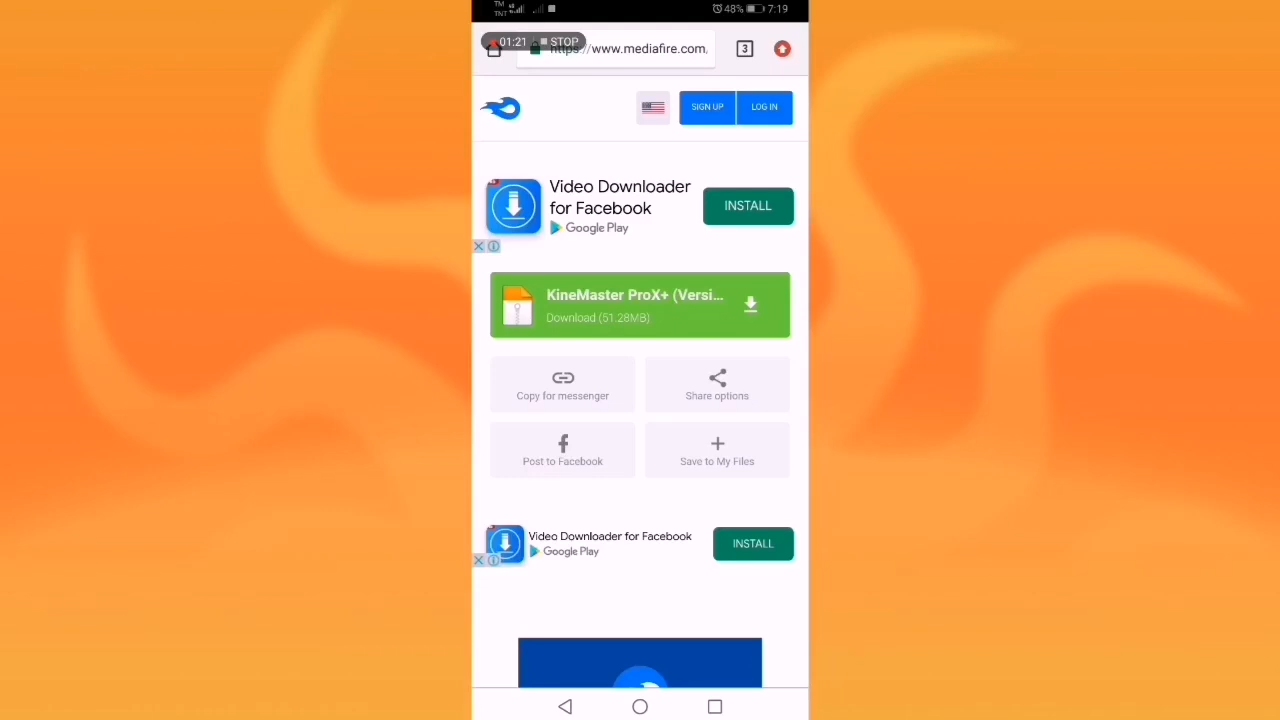 TM
TNT
48%
7:19
01:21 STOP
https://www.mediafire.com,
3
SIGN UP
LOG IN
Video Downloader
for Facebook
Google Play
INSTALL
KineMaster ProX+ (Versi...
Download (51.28MB)
Copy for messenger
Share options
Post to Facebook
Save to My Files
Video Downloader for Facebook
Google Play
INSTALL